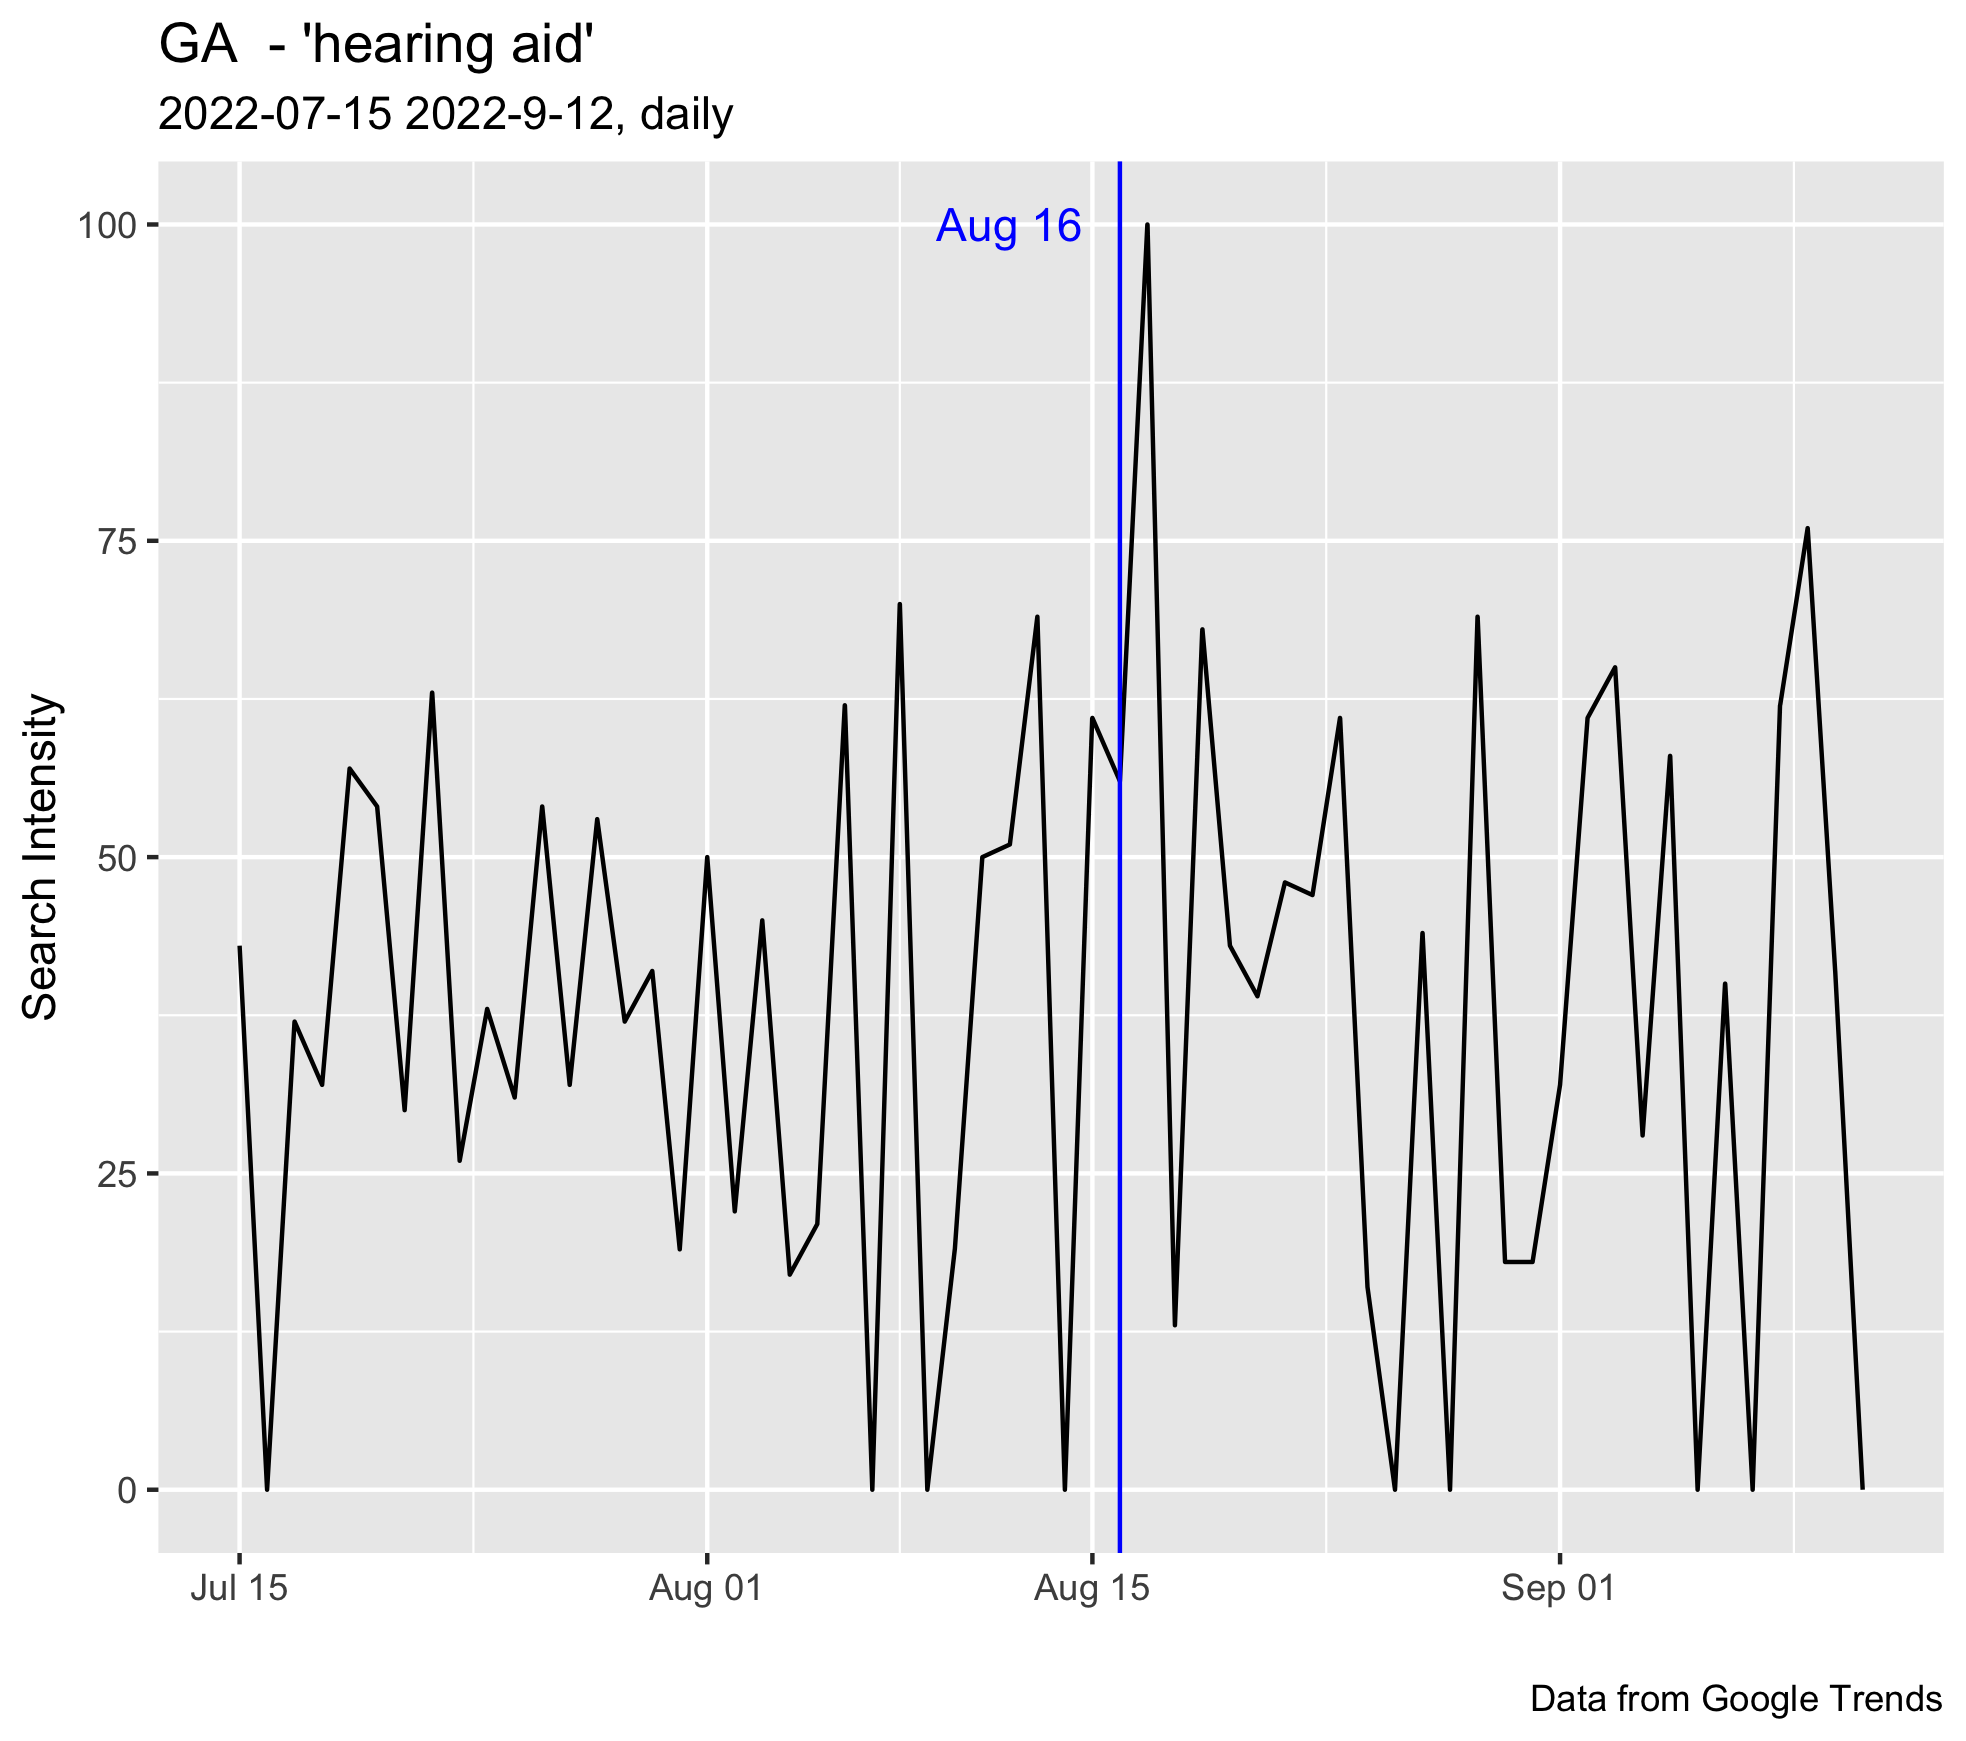 GA  - 'hearing aid'
2022-07-15 2022-9-12, daily
Aug 16
100
75
50
25
0
Search Intensity
Jul 15 Aug 01 Aug 15 Sep 01
Data from Google Trends